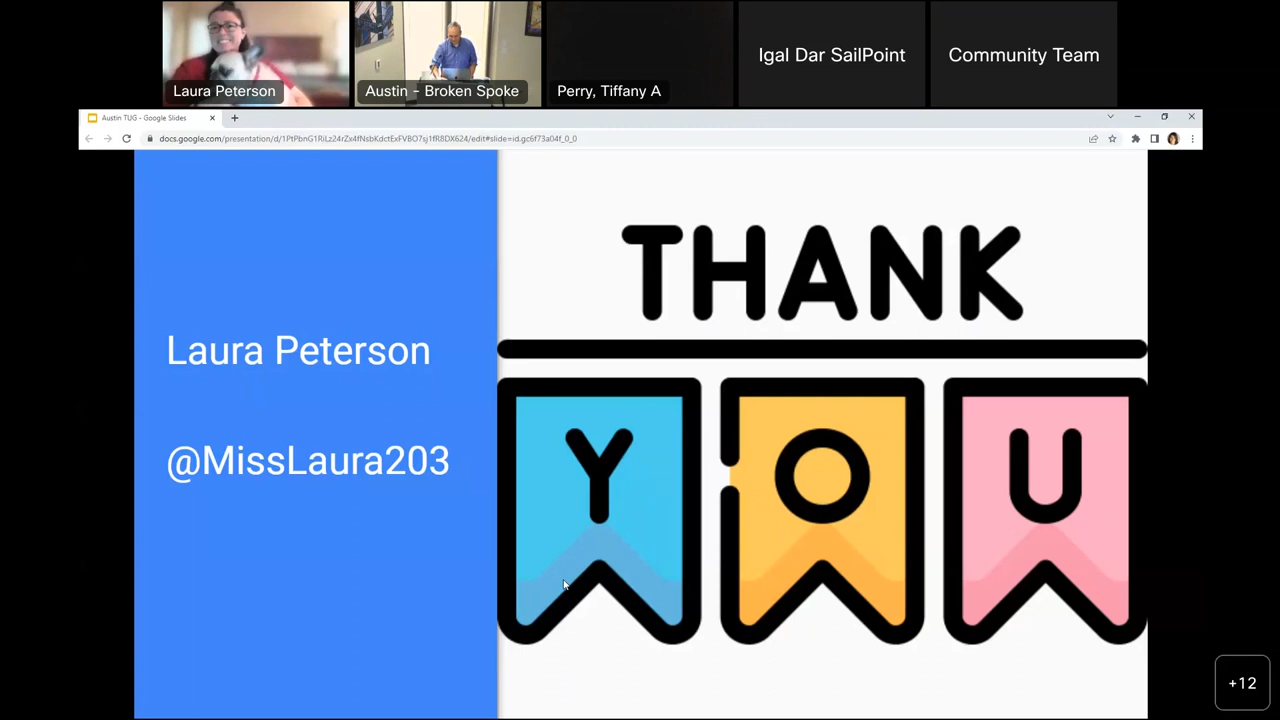 Laura Peterson
Austin - Broken Spoke
Perry, Tiffany A
Igal Dar SailPoint
Community Team
Austin TUG - Google Slides
THANK
Laura Peterson
@MissLaura203
YOU
+12